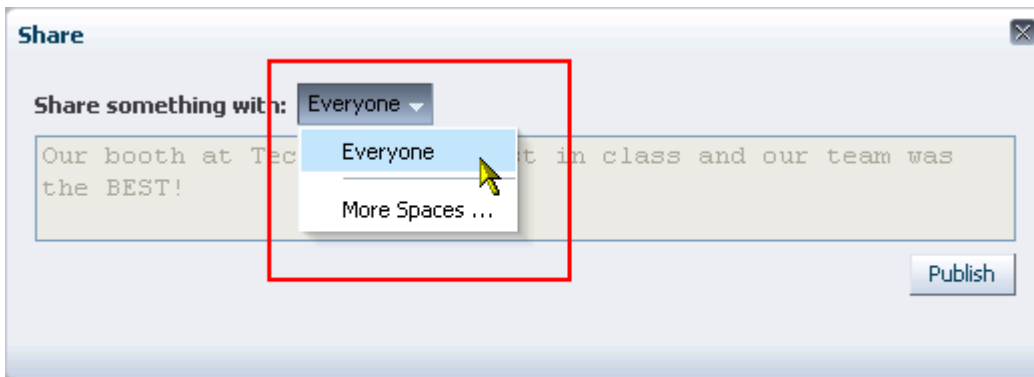 Share
Share something with: Everyone
Everyone
More Spaces ...
Our booth at Tec t in class and our team was
the BEST!
Publish